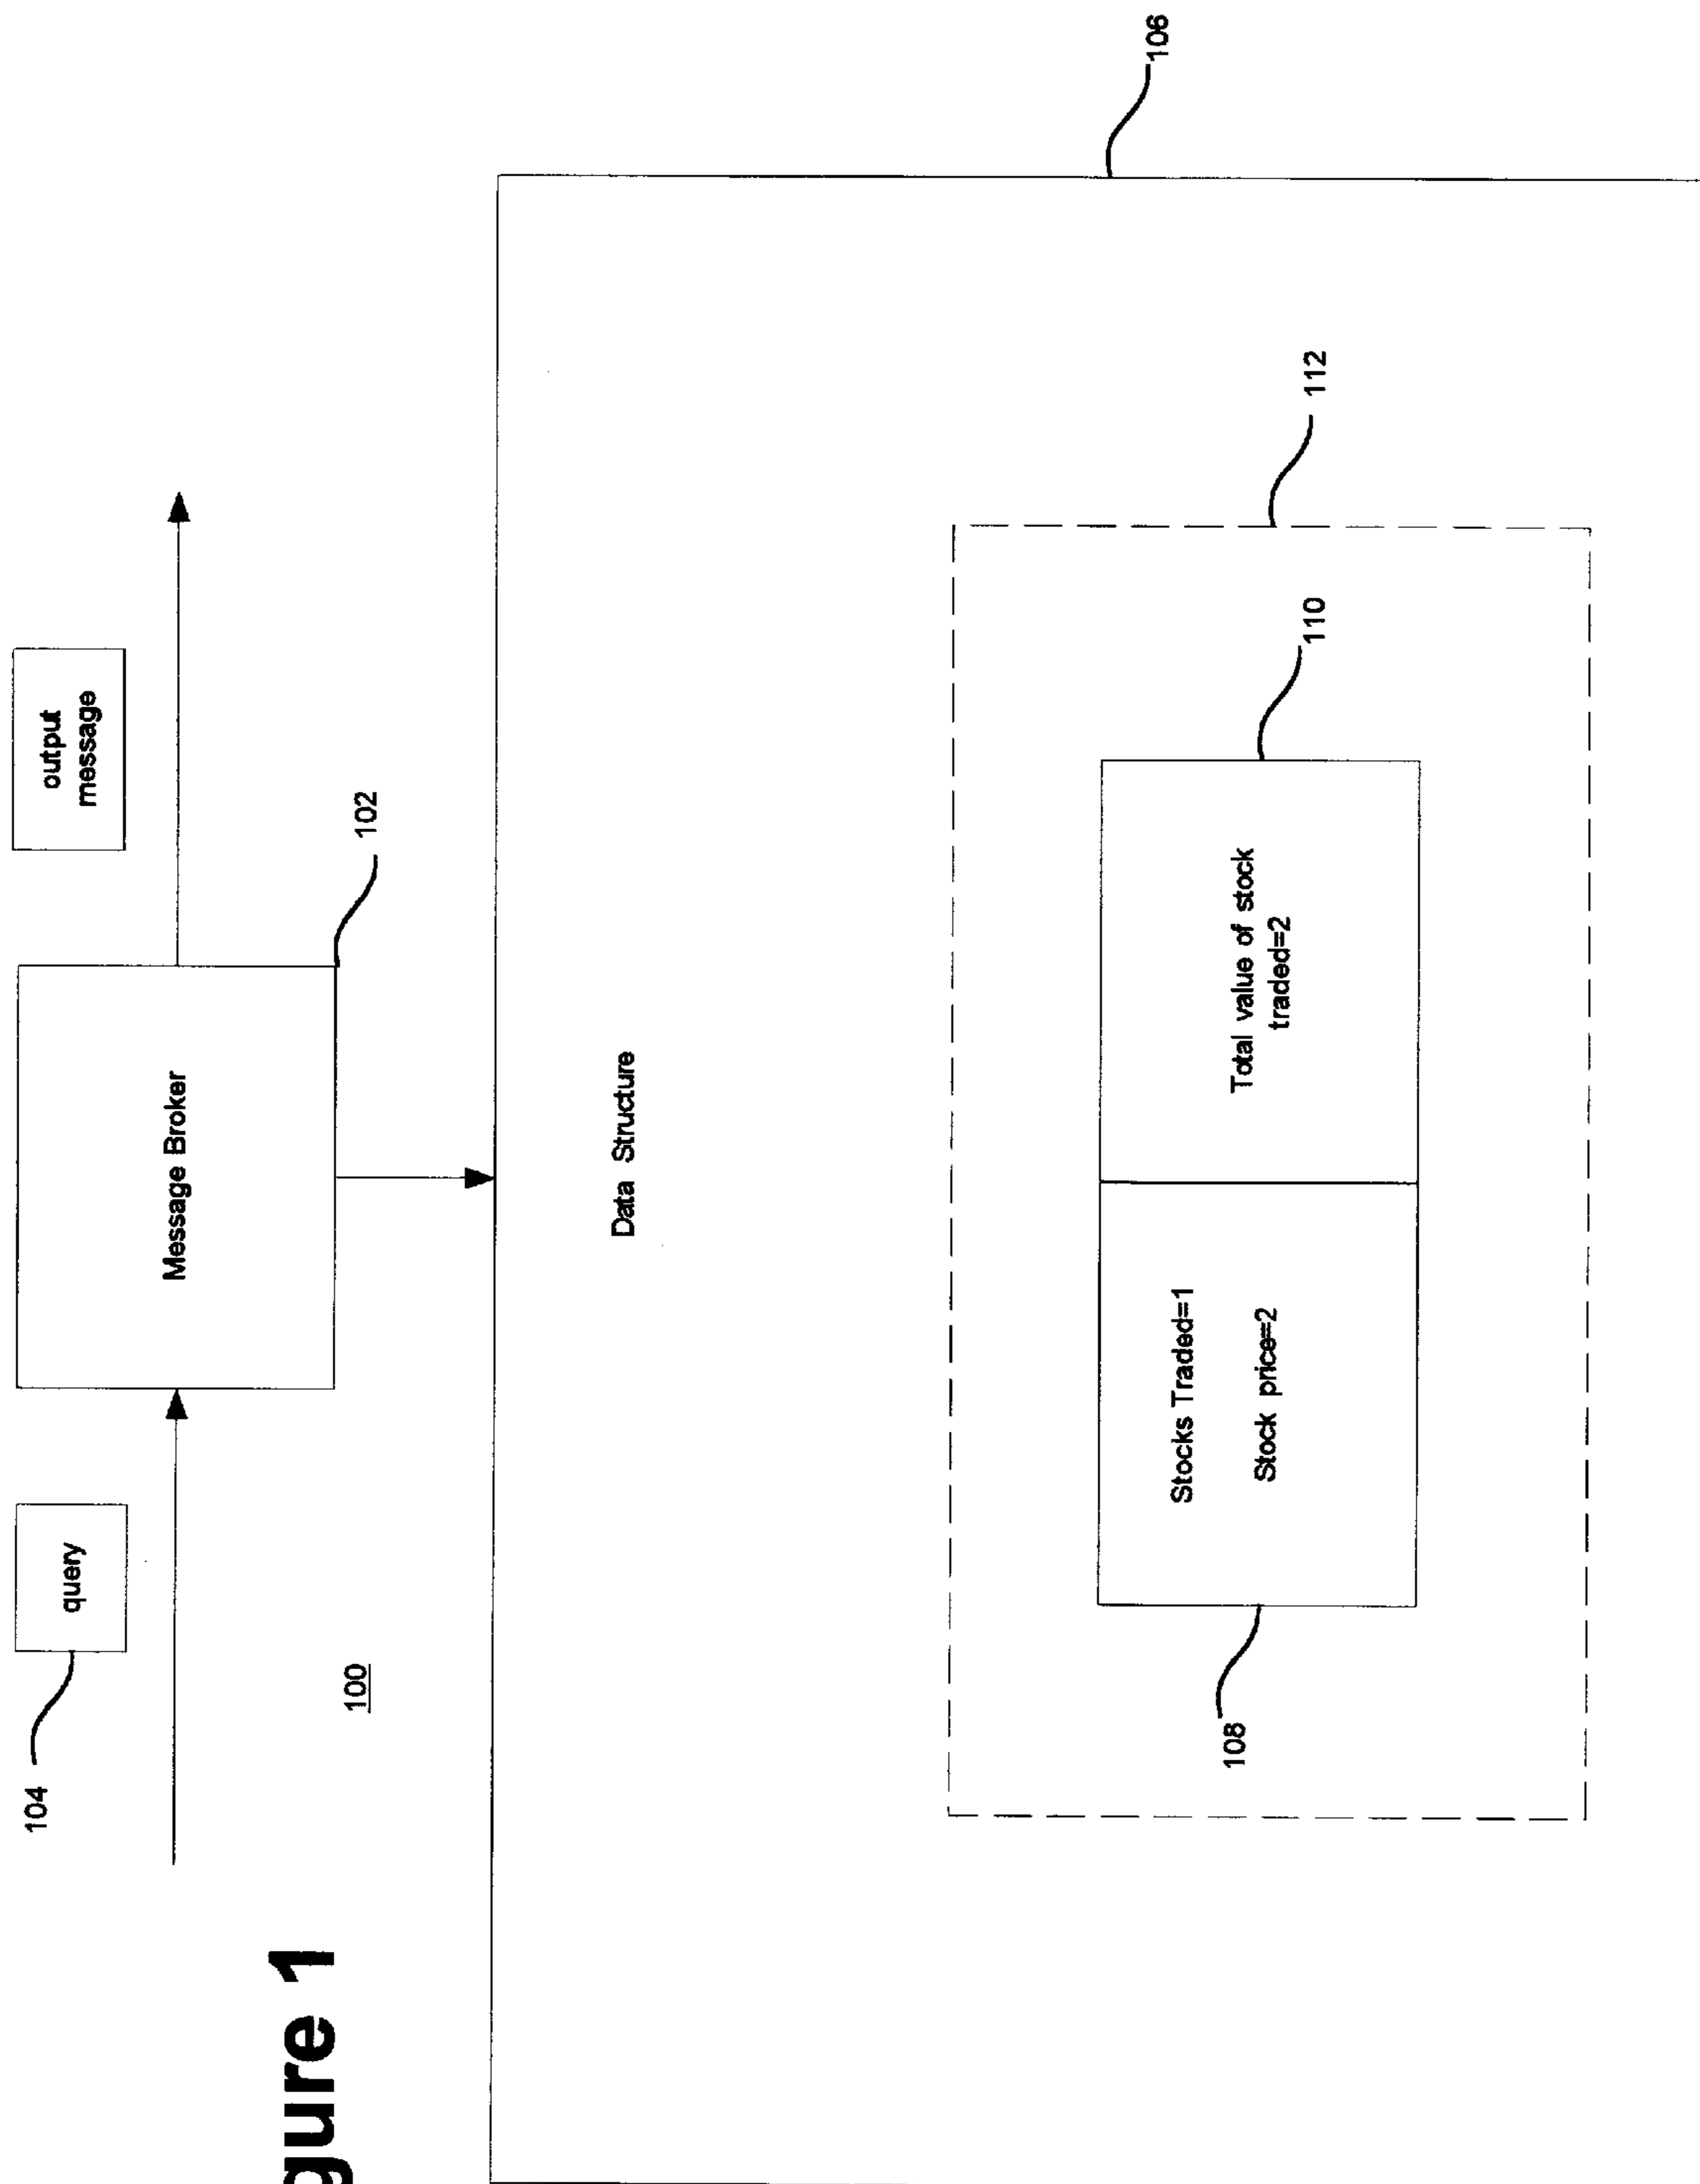 104
query
output
message
Message Broker
gure 1
100
102
Data Structure
106
112
Stocks Traded=1
Stock price=2
Total value of stock
traded=2
108
110